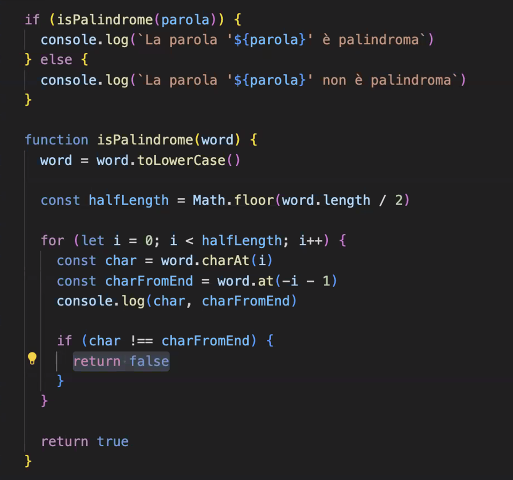 if (isPalindrome(parola)) {
  console.log(`La parola '${parola}' è palindroma`)
} else {
  console.log(`La parola '${parola}' non è palindroma`)
}

function isPalindrome(word) {
  word = word.toLowerCase()

  const halfLength = Math.floor(word.length / 2)

  for (let i = 0; i < halfLength; i++) {
    const char = word.charAt(i)
    const charFromEnd = word.at(-i - 1)
    console.log(char, charFromEnd)

    if (char !== charFromEnd) {
      return false
    }
  }

  return true
}